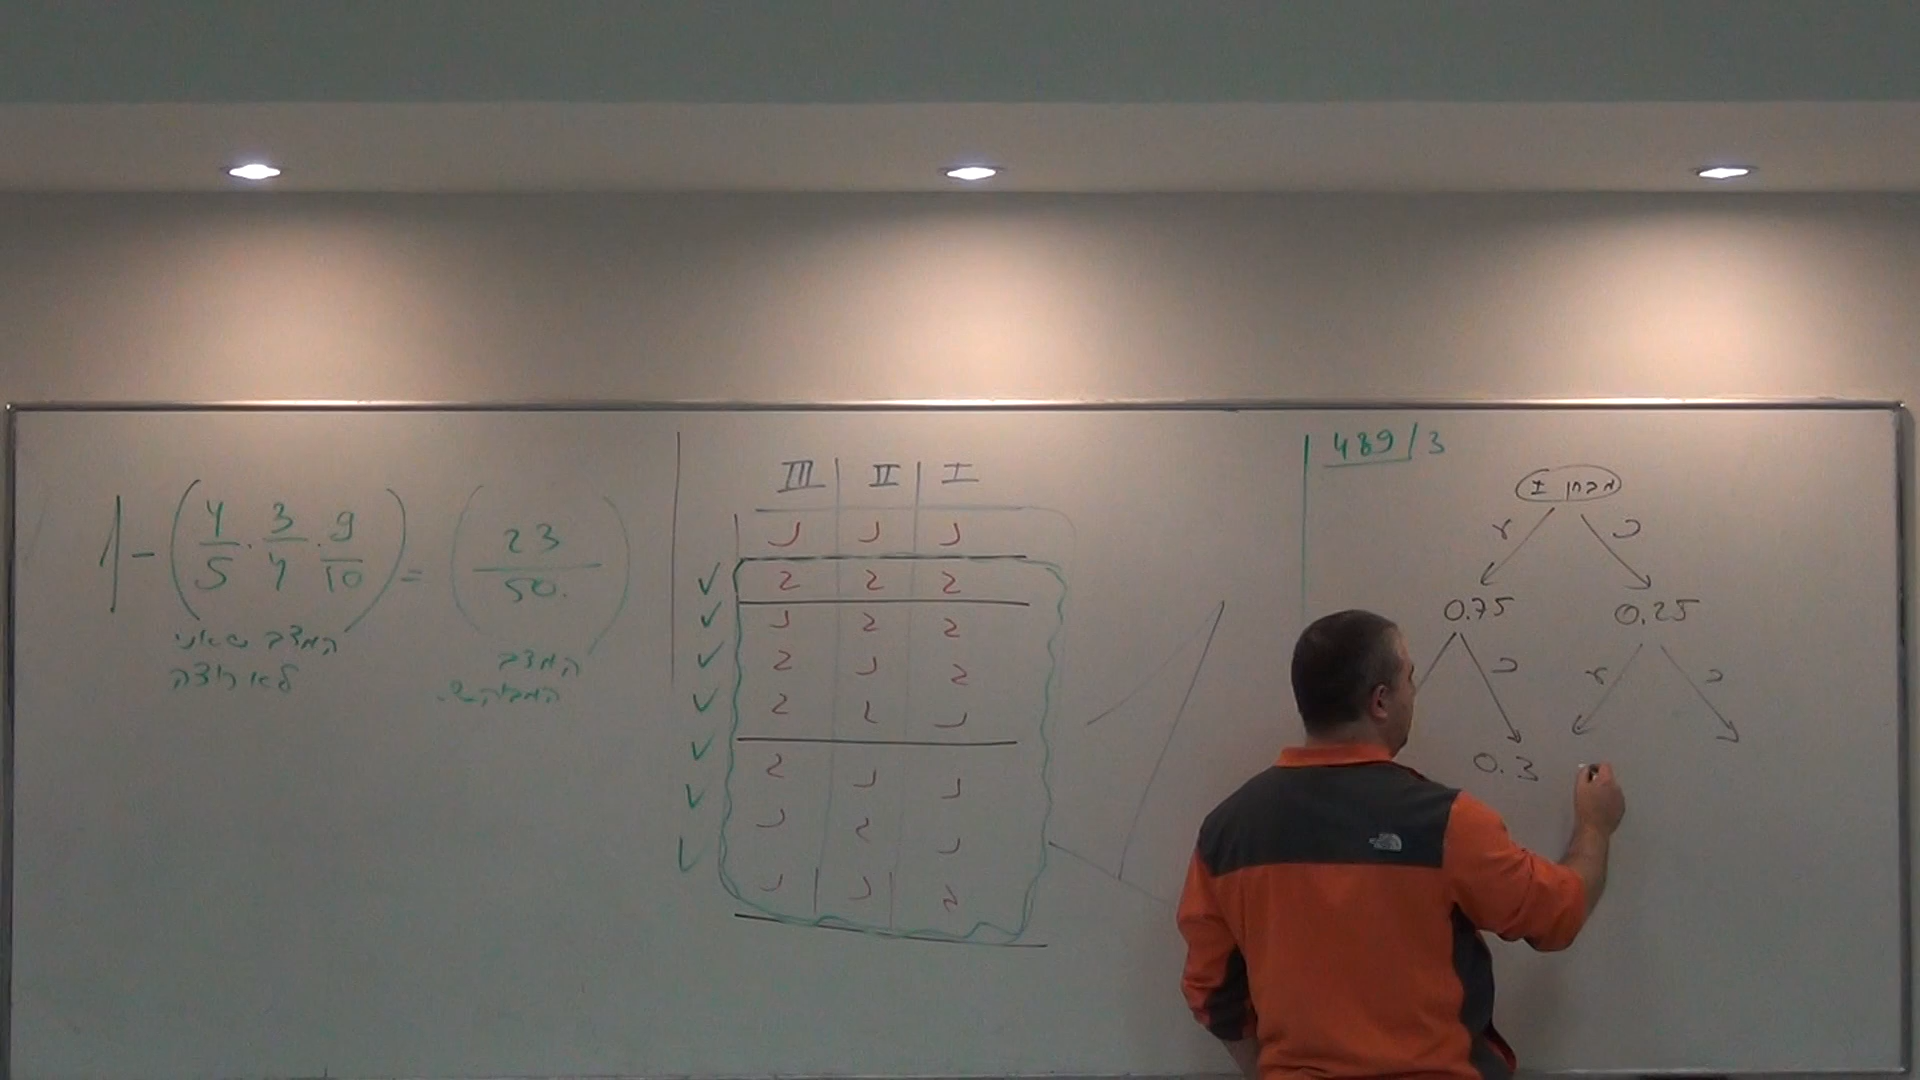 1 - (4/5 · 3/4 · 9/10) = (23/50.)
המצב שאני
לא רוצה
המצב
המבוקש.
III II I
נ נ נ
ל ל ל
נ ל ל
ל נ ל
ל ל נ
ל נ נ
נ ל נ
נ נ ל
489/3
מבחן I
0.75 0.25
0.3